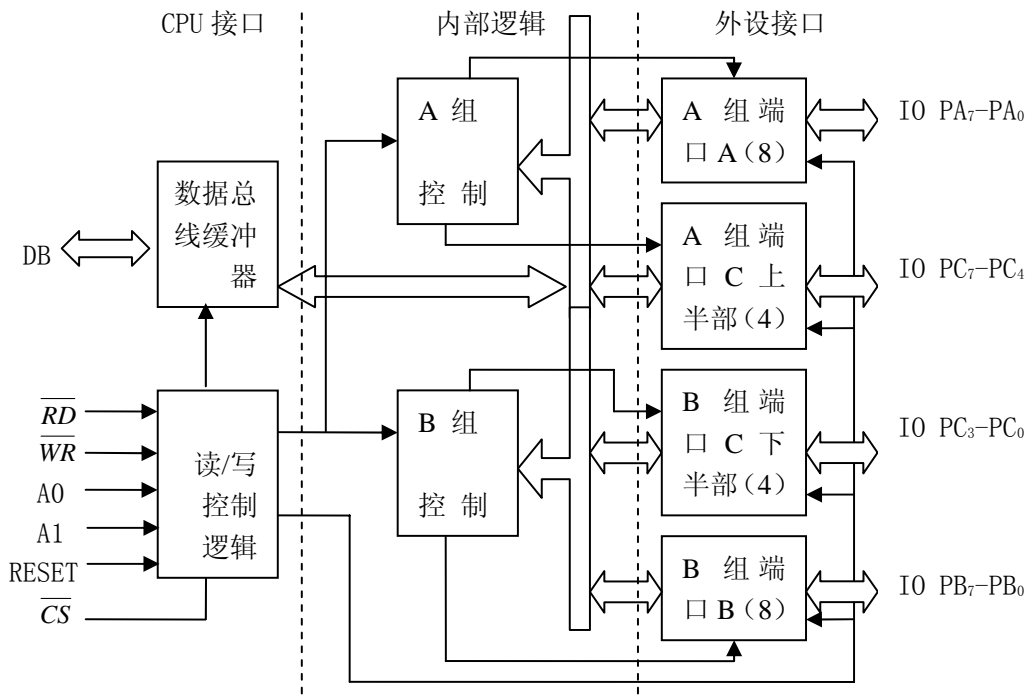 CPU 接口
内部逻辑
外设接口
A 组
控 制
A 组 端
口 A(8)
IO PA₇-PA₀
数据总
线缓冲
器
DB
A 组端
口 C 上
半部(4)
IO PC₇-PC₄
B 组
控 制
B 组端
口 C 下
半部(4)
IO PC₃-PC₀
R̅D̅
W̅R̅
A0
A1
RESET
C̅S̅
读/写
控制
逻辑
B 组端
口 B(8)
IO PB₇-PB₀